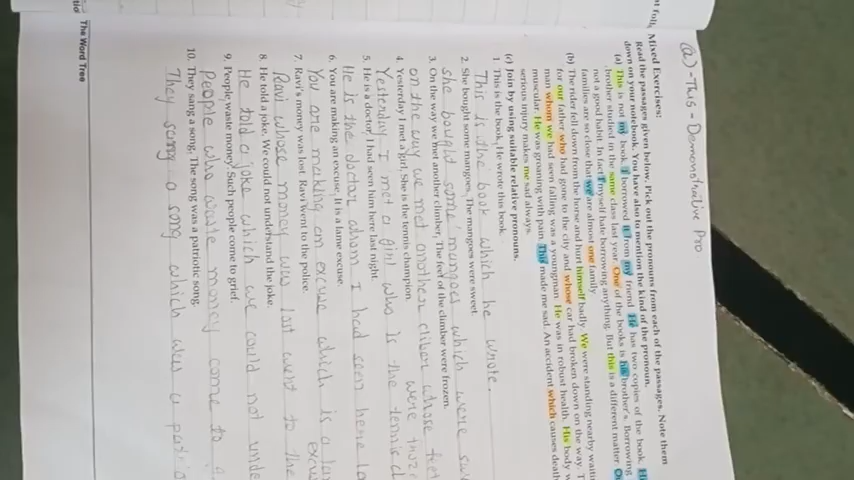 (a) - This - Demonstrative Pro
Mixed Exercises:
Read the passages given below. Pick out the pronouns from each of the passages. Note them
down on your notebook. You have also to mention the kind of the pronoun.
(a) This is not my book. I borrowed it from my friend. He has two copies of the book.
brother studied in the same class last year. One of the books is his brother's. Borrowing
not a good habit. In fact I myself hate borrowing anything. But this is a different matter.
families are so close that we are almost one family.
(b) The rider fell down from the horse and hurt himself badly. We were standing nearby
for our father who had gone to the city and whose car had broken down on the way.
man whom we had seen falling was a youngman. He was in robust health. His body
muscular. He was groaning with pain. This made me sad. An accident which causes
serious injury makes me sad always.
(c) Join by using suitable relative pronouns.
1. This is the book. He wrote this book.
This is the book which he wrote.
2. She bought some mangoes. The mangoes were sweet.
She bought some mangoes which were
3. On the way we met another climber. The feet of the climber were frozen.
on the way we met another cliber whose feet
were
4. Yesterday I met a girl. She is the tennis champion.
Yesterday I met a girl who is the tennis
5. He is a doctor. I had seen him here last night.
He is the doctor whom I had seen here
6. You are making an excuse. It is a lame excuse.
You are making an excuse which is a
7. Ravi's money was lost. Ravi went to the police.
Ravi whose money was lost went to the
8. He told a joke. We could not understand the joke.
He told a joke which we could not
9. People waste money. Such people come to grief.
People who waste money come to
10. They sang a song. The song was a patriotic song.
They sang a song which was a
The Word Tree